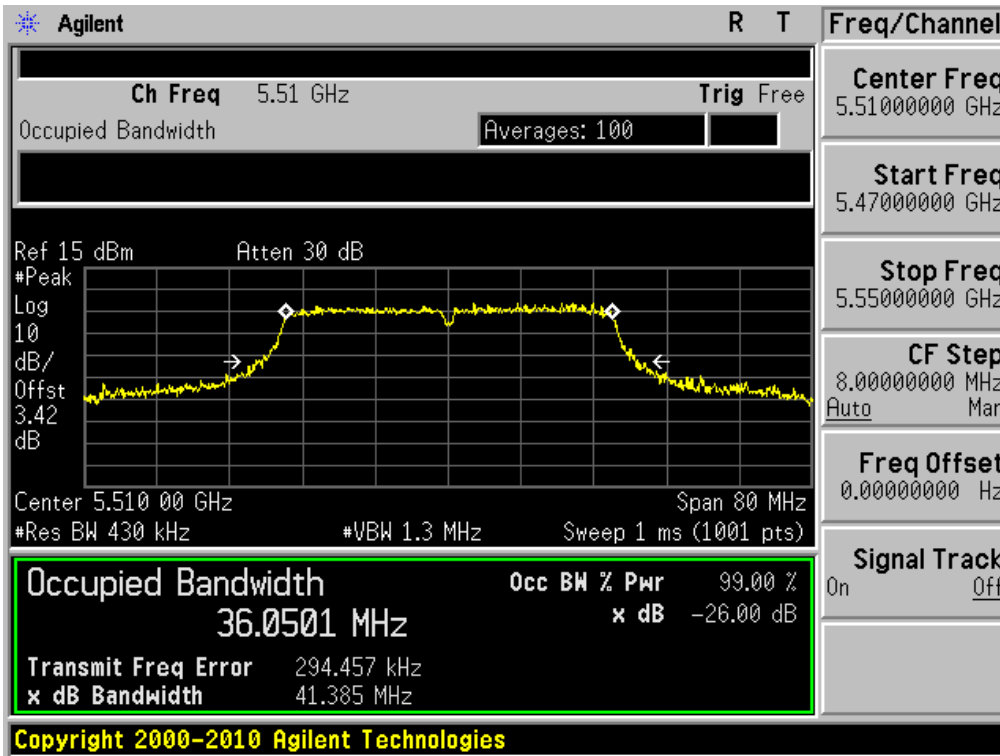 Agilent R T
Freq/Channel
Ch Freq 5.51 GHz Trig Free
Occupied Bandwidth Averages: 100
Center Freq
5.51000000 GHz
Start Freq
5.47000000 GHz
Stop Freq
5.55000000 GHz
CF Step
8.00000000 MHz
Auto Man
Freq Offset
0.00000000 Hz
Signal Track
On Off
Ref 15 dBm Atten 30 dB
#Peak
Log
10
dB/
Offst
3.42
dB
Center 5.510 00 GHz Span 80 MHz
#Res BW 430 kHz #VBW 1.3 MHz Sweep 1 ms (1001 pts)
Occupied Bandwidth Occ BW % Pwr 99.00 %
36.0501 MHz x dB -26.00 dB
Transmit Freq Error 294.457 kHz
x dB Bandwidth 41.385 MHz
Copyright 2000-2010 Agilent Technologies